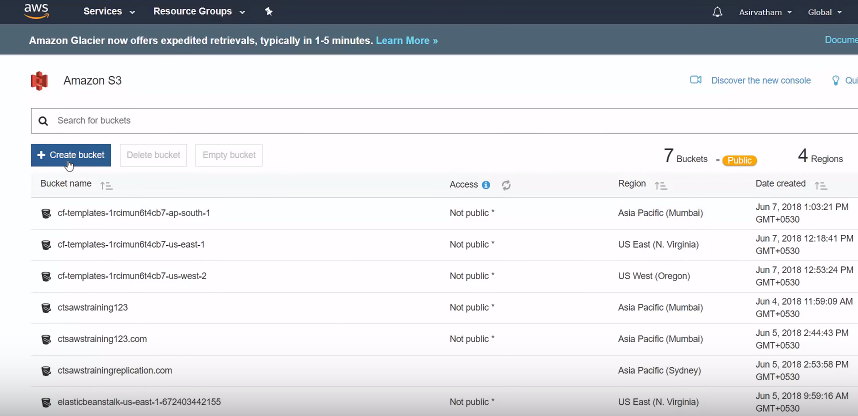 aws Services Resource Groups Asirvatham Global
Amazon Glacier now offers expedited retrievals, typically in 1-5 minutes. Learn More » Docume
Amazon S3 Discover the new console Qui
Search for buckets
+ Create bucket Delete bucket Empty bucket 7 Buckets - Public 4 Regions
Bucket name Access Region Date created
cf-templates-1rcimun6t4cb7-ap-south-1 Not public * Asia Pacific (Mumbai) Jun 7, 2018 1:03:21 PM
GMT+0530
cf-templates-1rcimun6t4cb7-us-east-1 Not public * US East (N. Virginia) Jun 7, 2018 12:18:41 PM
GMT+0530
cf-templates-1rcimun6t4cb7-us-west-2 Not public * US West (Oregon) Jun 7, 2018 12:53:24 PM
GMT+0530
ctsawstraining123 Not public * Asia Pacific (Mumbai) Jun 4, 2018 11:59:09 AM
GMT+0530
ctsawstraining123.com Not public * Asia Pacific (Mumbai) Jun 5, 2018 2:44:43 PM
GMT+0530
ctsawstrainingreplication.com Asia Pacific (Sydney) Jun 5, 2018 2:53:58 PM
GMT+0530
elasticbeanstalk-us-east-1-672403442155 Not public * US East (N. Virginia) Jun 5, 2018 9:59:16 AM
GMT+0530